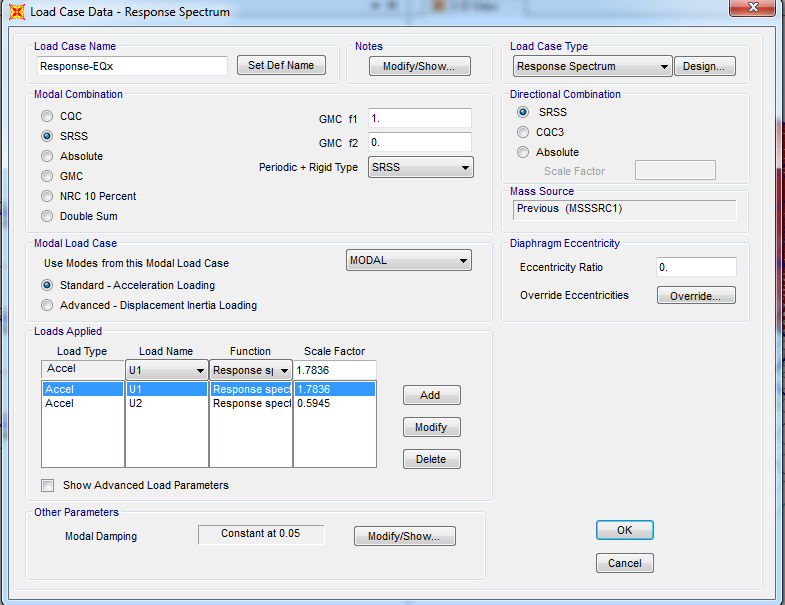 Load Case Data - Response Spectrum
Load Case Name
Response-EQx
Set Def Name
Notes
Modify/Show...
Load Case Type
Response Spectrum
Design...
Modal Combination
CQC
SRSS
Absolute
GMC
NRC 10 Percent
Double Sum
GMC f1 1.
GMC f2 0.
Periodic + Rigid Type SRSS
Directional Combination
SRSS
CQC3
Absolute
Scale Factor
Mass Source
Previous (MSSSRC1)
Modal Load Case
Use Modes from this Modal Load Case MODAL
Standard - Acceleration Loading
Advanced - Displacement Inertia Loading
Diaphragm Eccentricity
Eccentricity Ratio 0.
Override Eccentricities Override...
Loads Applied
Load Type Load Name Function Scale Factor
Accel U1 Response sp 1.7836
Accel U1 Response spect 1.7836
Accel U2 Response spect 0.5945
Add
Modify
Delete
Show Advanced Load Parameters
Other Parameters
Modal Damping Constant at 0.05 Modify/Show...
OK
Cancel